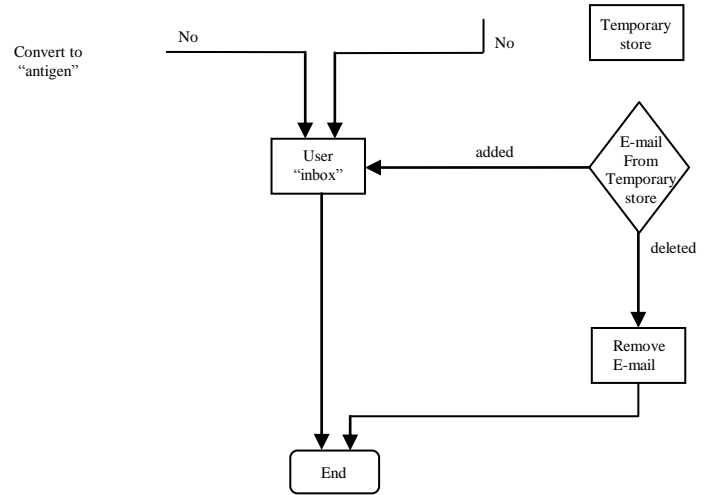 No
Convert to
“antigen”
No
Temporary
store
User
“inbox”
added
E-mail
From
Temporary
store
deleted
Remove
E-mail
End